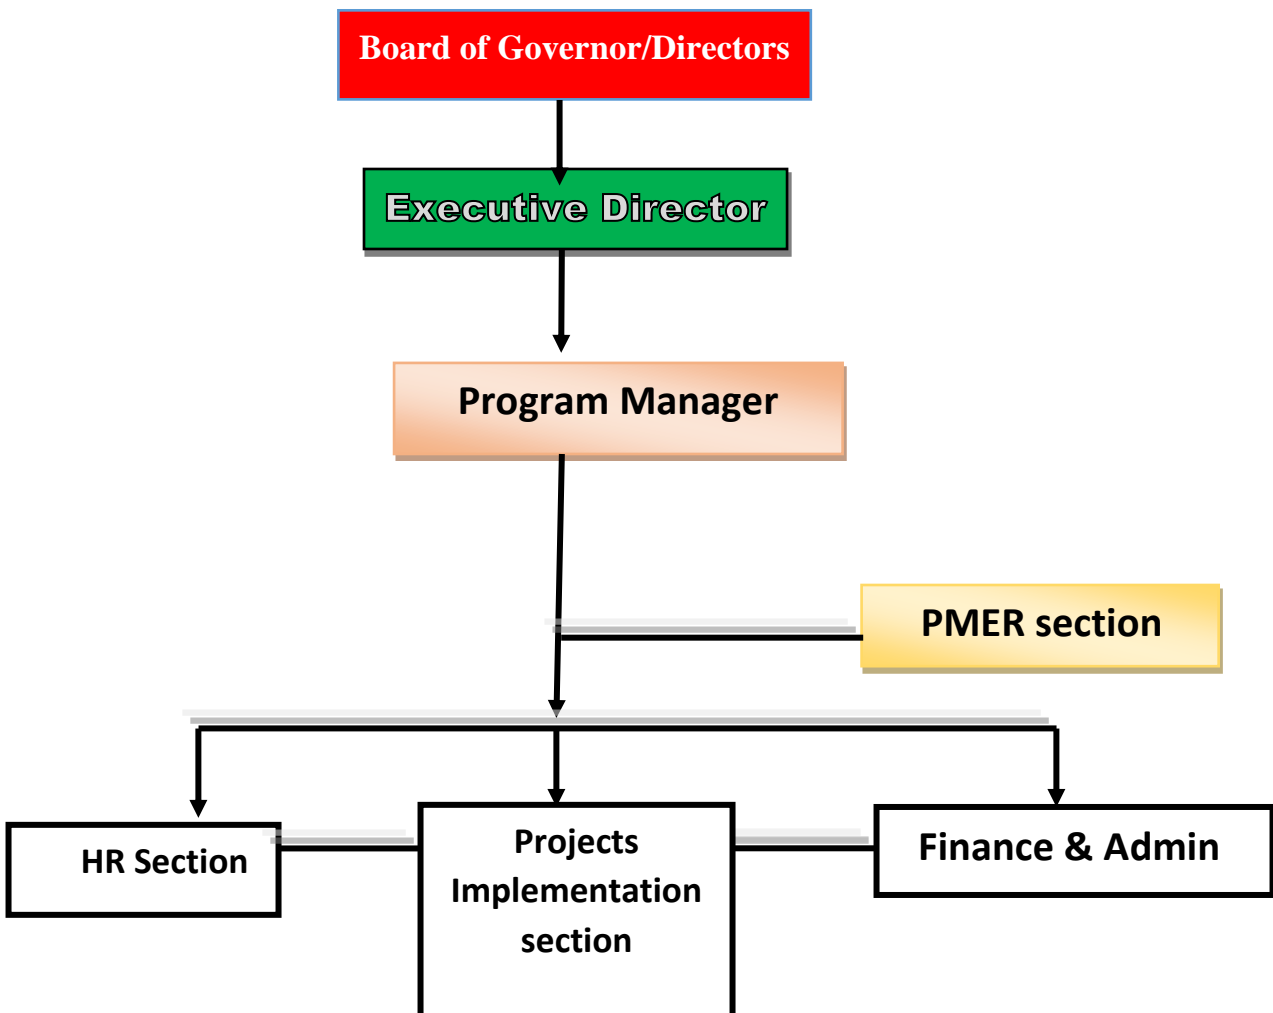 Board of Governor/Directors
Executive Director
Program Manager
PMER section
HR Section
Projects
Implementation
section
Finance & Admin